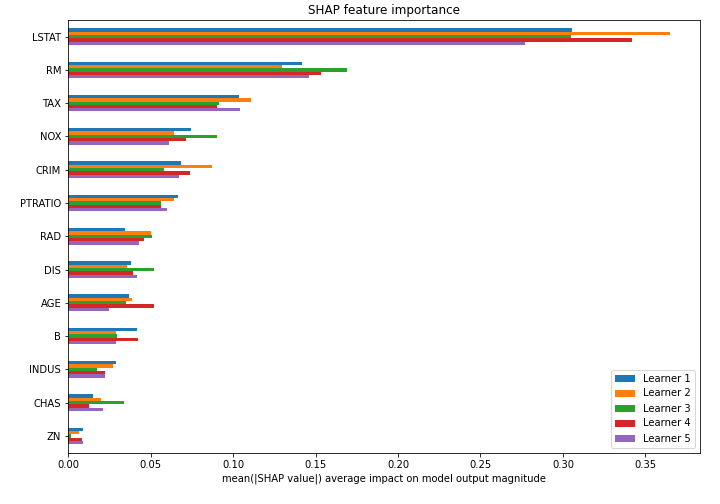 SHAP feature importance
LSTAT
RM
TAX
NOX
CRIM
PTRATIO
RAD
DIS
AGE
B
INDUS
CHAS
ZN
Learner 1
Learner 2
Learner 3
Learner 4
Learner 5
0.00 0.05 0.10 0.15 0.20 0.25 0.30 0.35
mean(|SHAP value|) average impact on model output magnitude